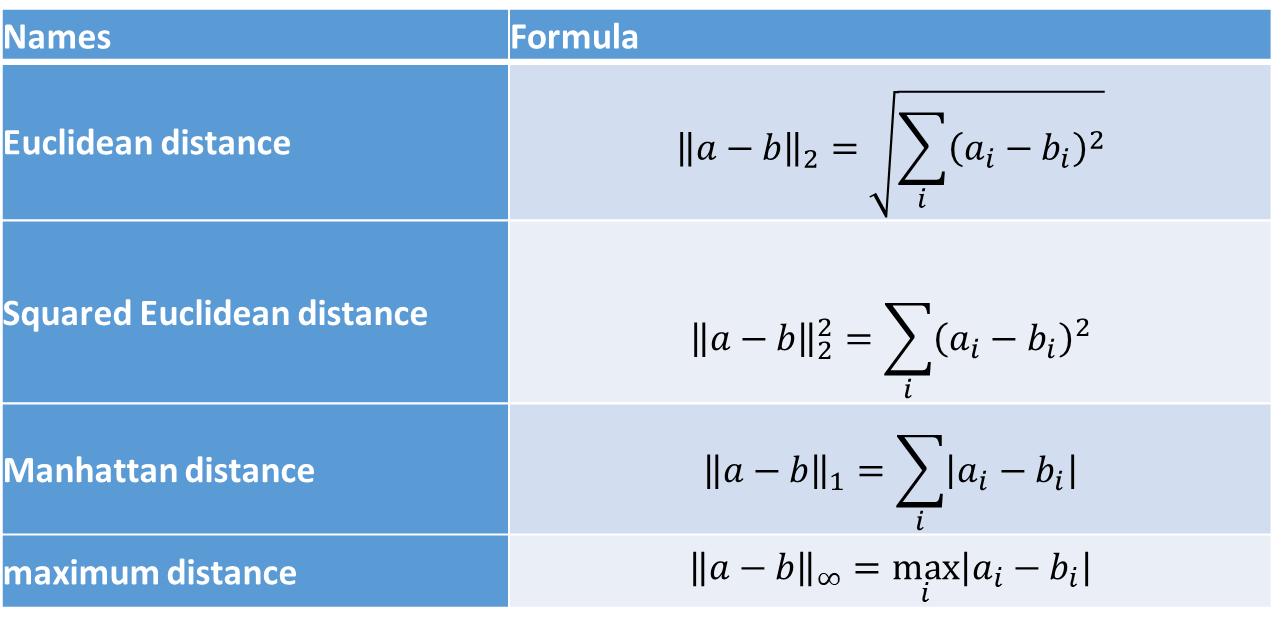 Names Formula
Euclidean distance ‖a − b‖₂ = √∑ᵢ(aᵢ − bᵢ)²
Squared Euclidean distance ‖a − b‖₂² = ∑ᵢ(aᵢ − bᵢ)²
Manhattan distance ‖a − b‖₁ = ∑ᵢ|aᵢ − bᵢ|
maximum distance ‖a − b‖∞ = maxᵢ|aᵢ − bᵢ|